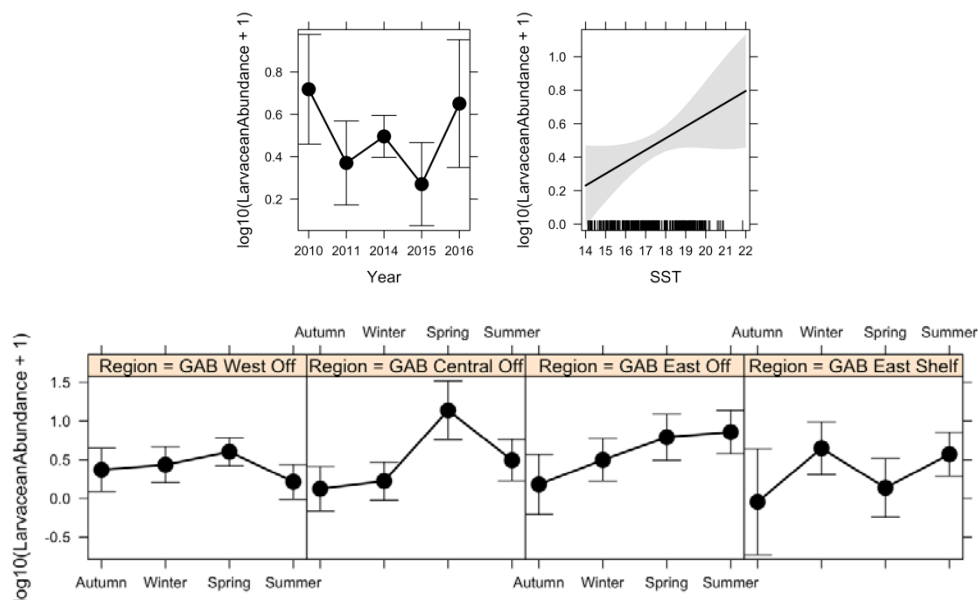 log10(LarvaceanAbundance + 1)
0.8
0.6
0.4
0.2
2010 2011 2014 2015 2016
Year
log10(LarvaceanAbundance + 1)
1.0
0.8
0.6
0.4
0.2
0.0
14 15 16 17 18 19 20 21 22
SST
log10(LarvaceanAbundance + 1)
Autumn Winter Spring Summer
Autumn Winter Spring Summer
Region = GAB West Off
Region = GAB Central Off
Region = GAB East Off
Region = GAB East Shelf
1.5
1.0
0.5
0.0
-0.5
Autumn Winter Spring Summer
Autumn Winter Spring Summer